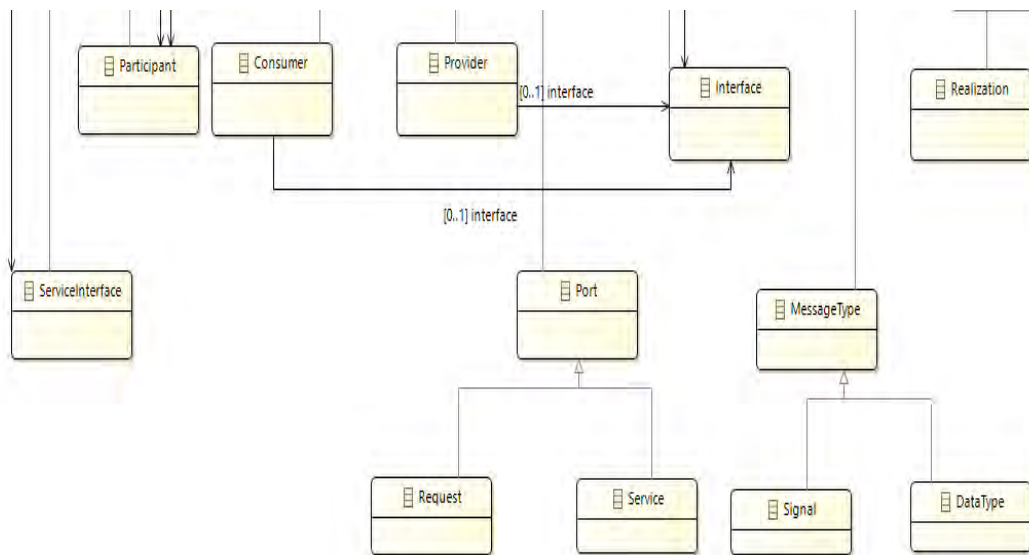 Participant
Consumer
Provider
Interface
Realization
[0..1] interface
[0..1] interface
ServiceInterface
Port
MessageType
Request
Service
Signal
DataType